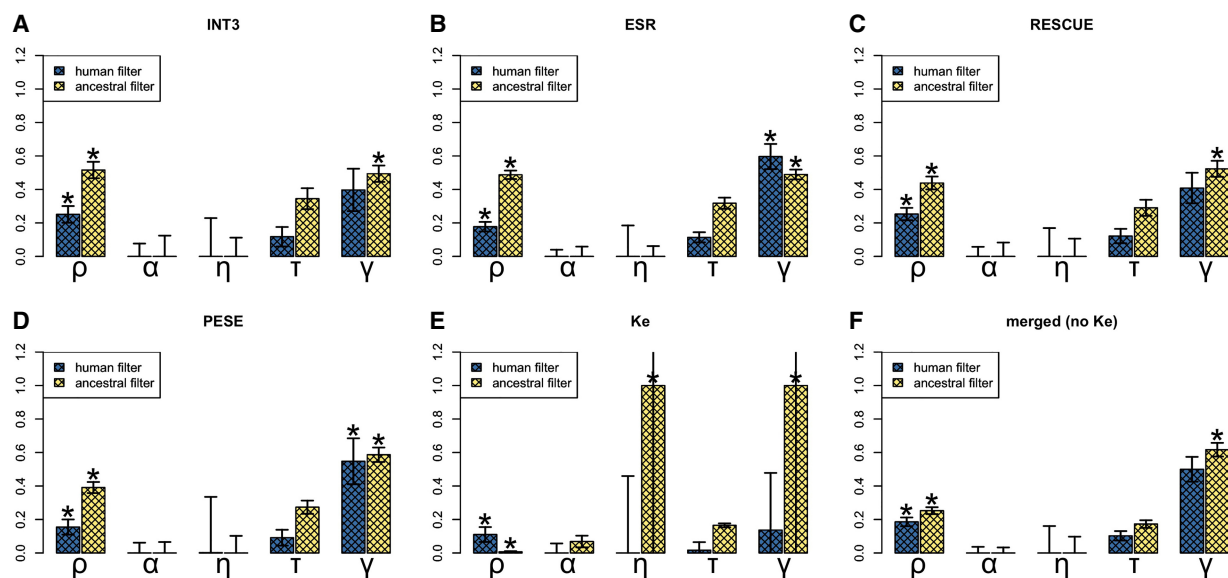 A INT3
1.2
1.0
0.8
0.6
0.4
0.2
0.0
human filter
ancestral filter
* * *
ρ α η τ γ
B ESR
1.2
1.0
0.8
0.6
0.4
0.2
0.0
human filter
ancestral filter
* * * *
ρ α η τ γ
C RESCUE
1.2
1.0
0.8
0.6
0.4
0.2
0.0
human filter
ancestral filter
* * *
ρ α η τ γ
D PESE
1.2
1.0
0.8
0.6
0.4
0.2
0.0
human filter
ancestral filter
* * * *
ρ α η τ γ
E Ke
1.2
1.0
0.8
0.6
0.4
0.2
0.0
human filter
ancestral filter
* * * *
ρ α η τ γ
F merged (no Ke)
1.2
1.0
0.8
0.6
0.4
0.2
0.0
human filter
ancestral filter
* * *
ρ α η τ γ